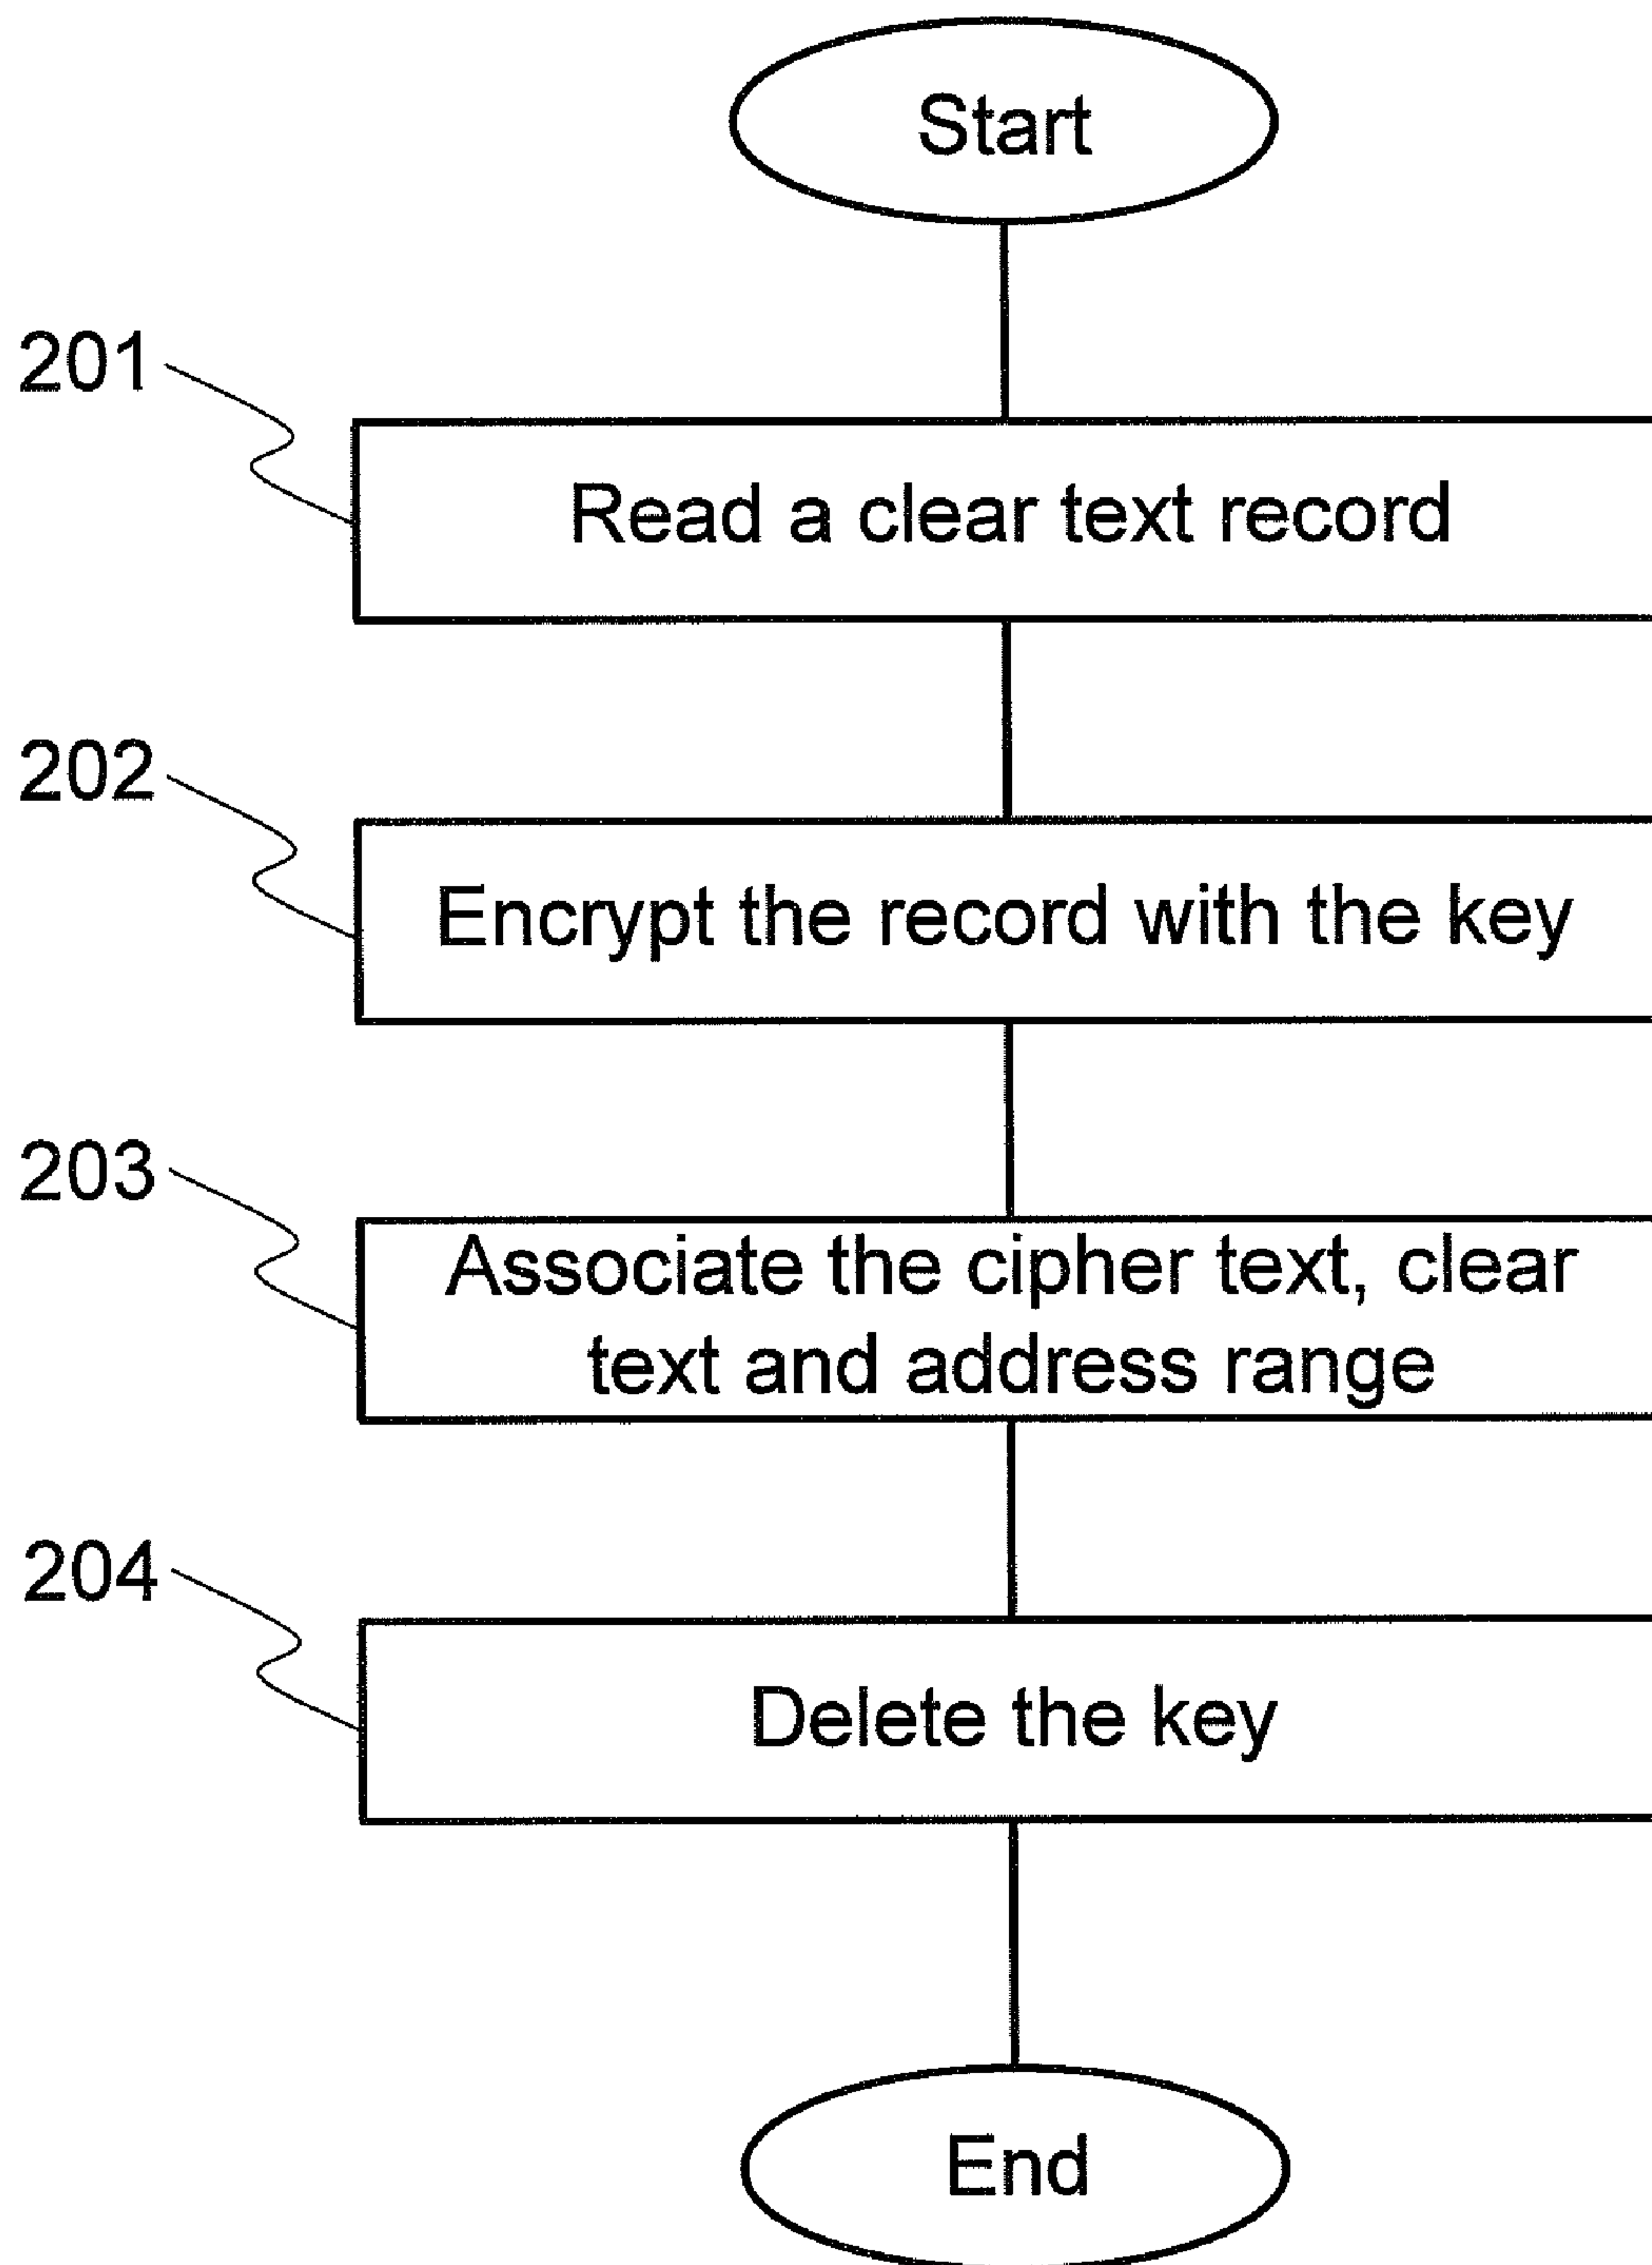 Start
201
Read a clear text record
202
Encrypt the record with the key
203
Associate the cipher text, clear
text and address range
204
Delete the key
End